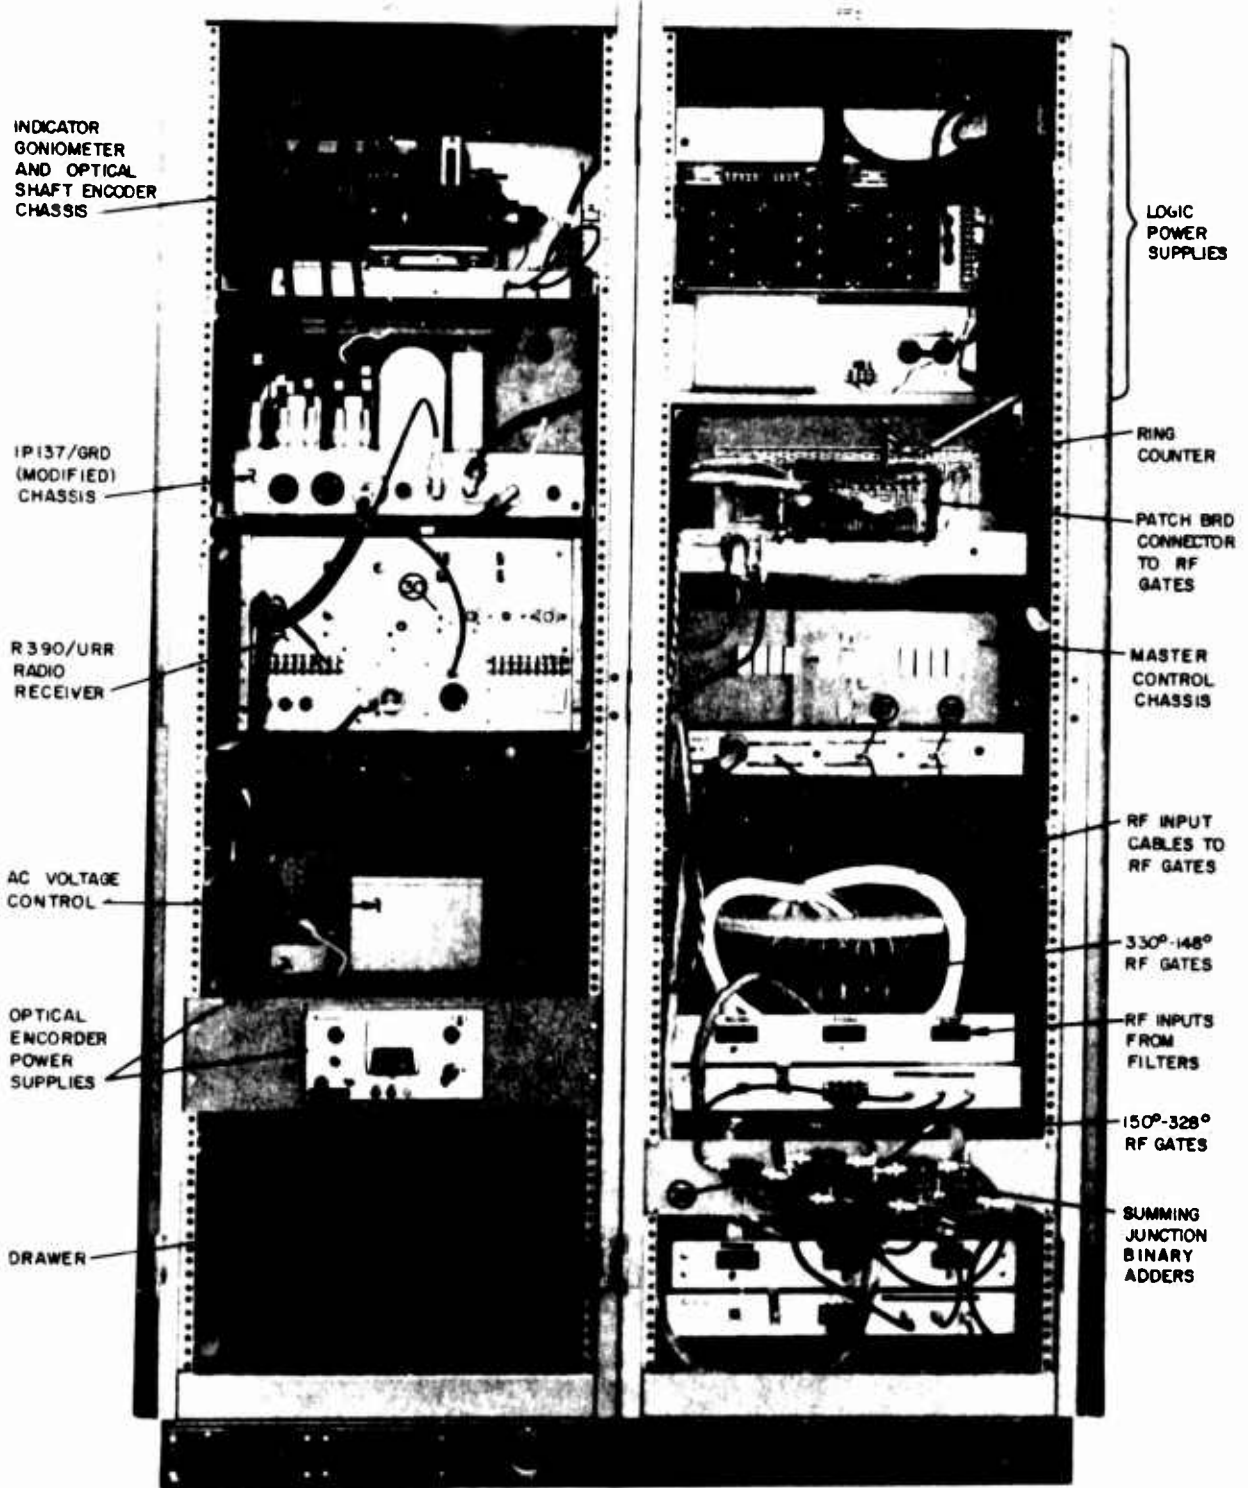 INDICATOR
GONIOMETER
AND OPTICAL
SHAFT ENCODER
CHASSIS
IP137/GRD
(MODIFIED)
CHASSIS
R390/URR
RADIO
RECEIVER
AC VOLTAGE
CONTROL
OPTICAL
ENCORDER
POWER
SUPPLIES
DRAWER
LOGIC
POWER
SUPPLIES
RING
COUNTER
PATCH BRD
CONNECTOR
TO RF
GATES
MASTER
CONTROL
CHASSIS
RF INPUT
CABLES TO
RF GATES
330°-148°
RF GATES
RF INPUTS
FROM
FILTERS
150°-328°
RF GATES
SUMMING
JUNCTION
BINARY
ADDERS